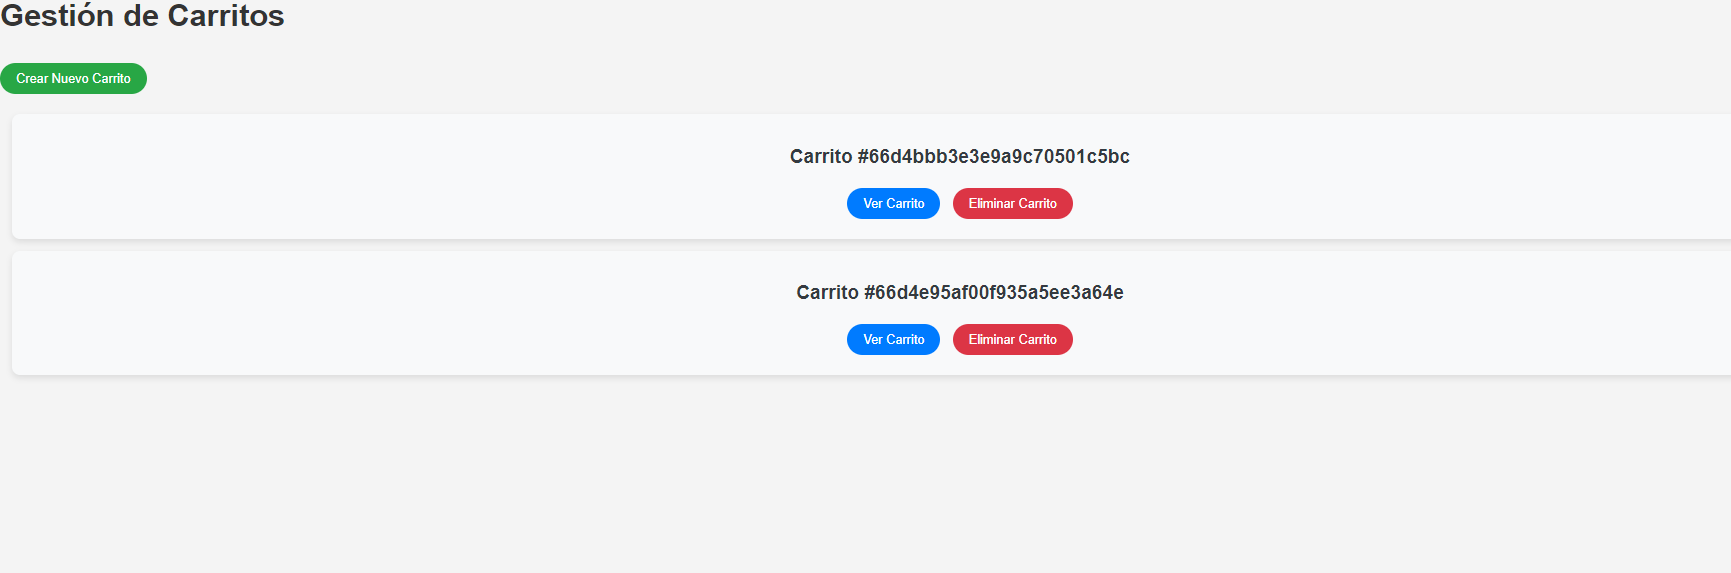 Gestión de Carritos
Crear Nuevo Carrito
Carrito #66d4bbb3e3e9a9c70501c5bc
Ver Carrito Eliminar Carrito
Carrito #66d4e95af00f935a5ee3a64e
Ver Carrito Eliminar Carrito